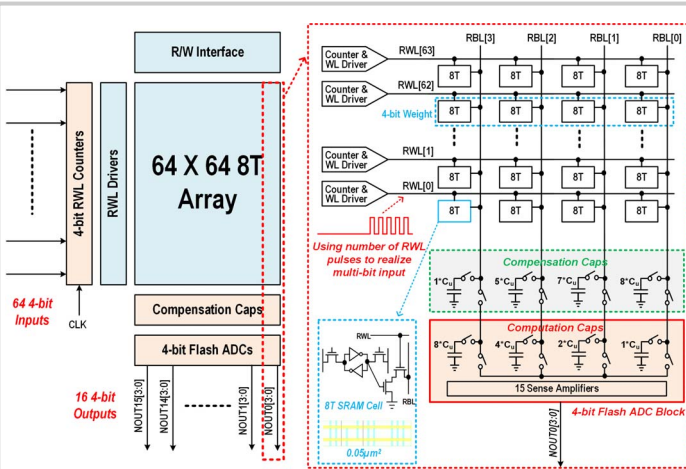 R/W Interface
4-bit RWL Counters
RWL Drivers
64 X 64 8T
Array
Compensation Caps
4-bit Flash ADCs
64 4-bit
Inputs
CLK
16 4-bit
Outputs
NOUT15[3:0]
NOUT14[3:0]
NOUT1[3:0]
NOUT0[3:0]
RBL[3]
RBL[2]
RBL[1]
RBL[0]
Counter &
WL Driver
RWL[63]
8T
8T
8T
8T
Counter &
WL Driver
RWL[62]
4-bit Weight
8T
8T
8T
8T
Counter &
WL Driver
RWL[1]
8T
8T
8T
8T
Counter &
WL Driver
RWL[0]
8T
8T
8T
8T
Using number of RWL
pulses to realize
multi-bit input
Compensation Caps
1*Cu
5*Cu
7*Cu
8*Cu
Computation Caps
8*Cu
4*Cu
2*Cu
1*Cu
15 Sense Amplifiers
4-bit Flash ADC Block
NOUT0[3:0]
RWL
RBL
8T SRAM Cell
0.05µm²